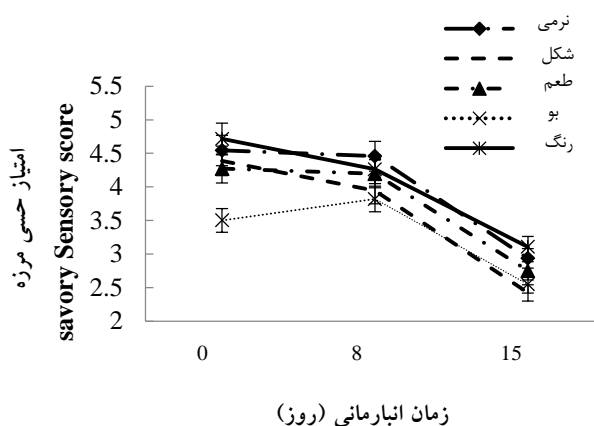 نرمی
شکل
طعم
بو
رنگ
امتیاز حسی مرزه
savory Sensory score
5.5
5
4.5
4
3.5
3
2.5
2
0
8
15
زمان انبارمانی (روز)